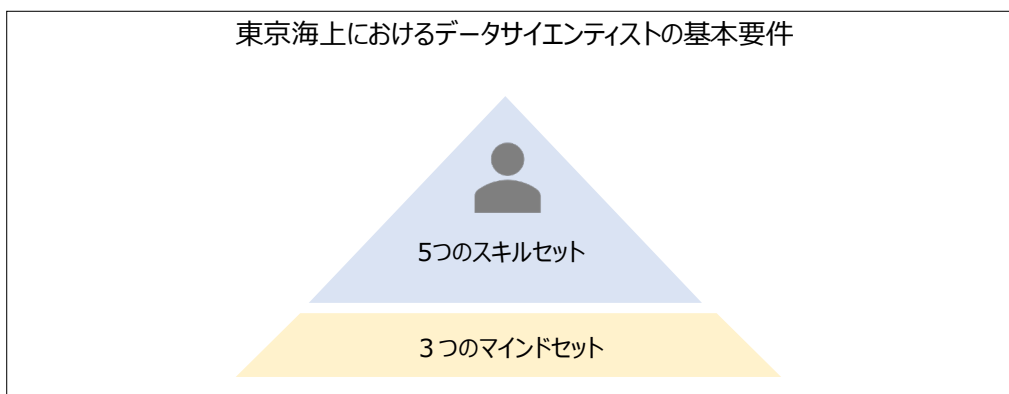 東京海上におけるデータサイエンティストの基本要件
5つのスキルセット
３つのマインドセット